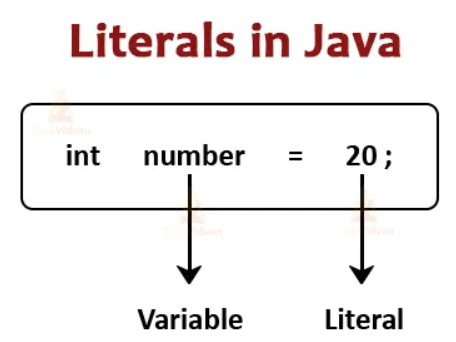 Literals in Java
int number = 20 ;
Variable Literal